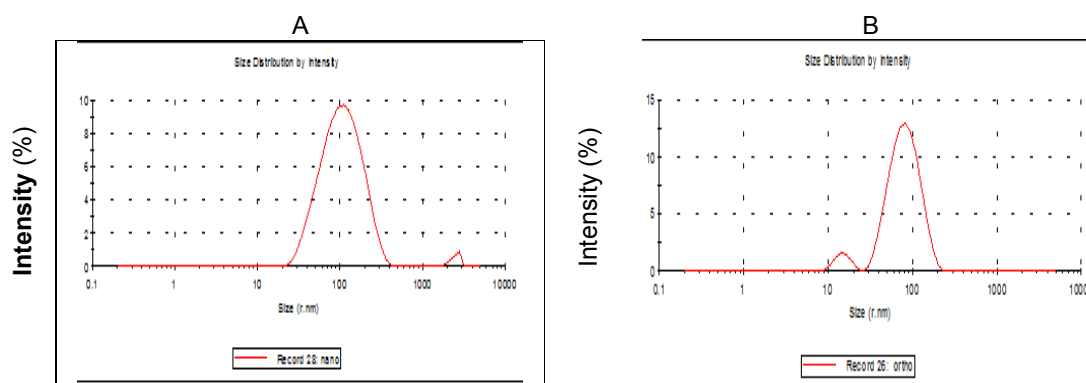 A
Size Distribution by Intensity
Intensity (%)
10
8
6
4
2
0
0.1 1 10 100 1000 10000
Size (r.nm)
Record 28: nano
B
Size Distribution by Intensity
Intensity (%)
15
10
5
0
0.1 1 10 100 1000 10000
Size (r.nm)
Record 26: ortho